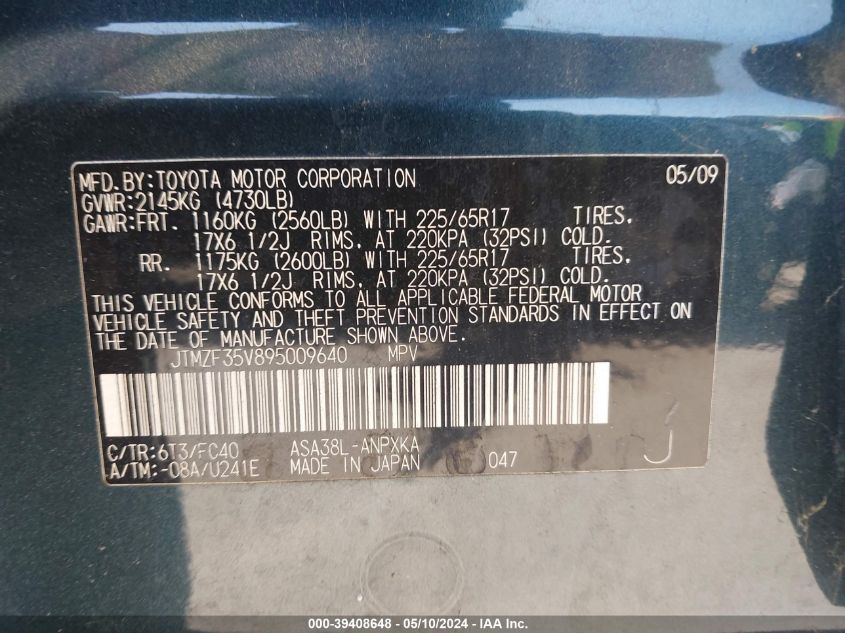 MFD.BY:TOYOTA MOTOR CORPORATION 05/09
GVWR:2145KG (4730LB)
GAWR:FRT. 1160KG (2560LB) WITH 225/65R17 TIRES.
17X6 1/2J RIMS, AT 220KPA (32PSI) COLD.
RR. 1175KG (2600LB) WITH 225/65R17 TIRES.
17X6 1/2J RIMS, AT 220KPA (32PSI) COLD.
THIS VEHICLE CONFORMS TO ALL APPLICABLE FEDERAL MOTOR
VEHICLE SAFETY AND THEFT PREVENTION STANDARDS IN EFFECT ON
THE DATE OF MANUFACTURE SHOWN ABOVE.
JTMZF35V895009640 MPV
C/TR:6T3/FC40 ASA38L-ANPXKA
A/TM:-08A/U241E MADE IN JAPAN 047 J
000-39408648 - 05/10/2024 - IAA Inc.